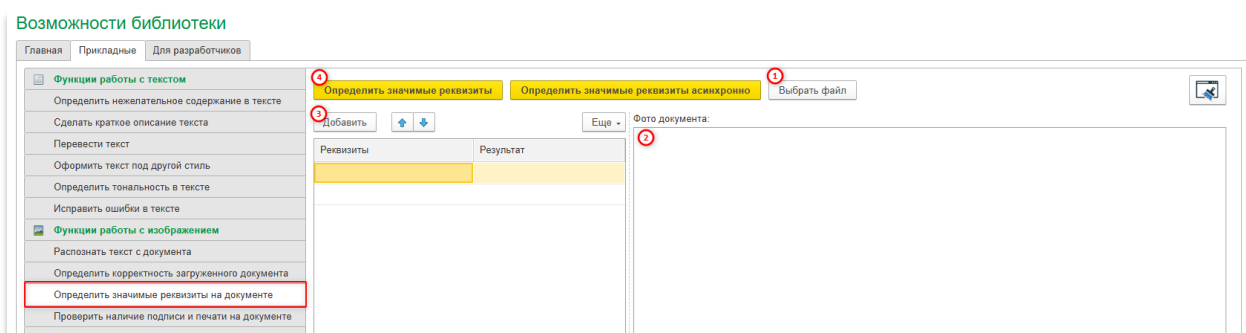 Возможности библиотеки
Главная Прикладные Для разработчиков
Функции работы с текстом
Определить нежелательное содержание в тексте
Сделать краткое описание текста
Перевести текст
Оформить текст под другой стиль
Определить тональность в тексте
Исправить ошибки в тексте
Функции работы с изображением
Распознать текст с документа
Определить корректность загруженного документа
Определить значимые реквизиты на документе
Проверить наличие подписи и печати на документе
4 1
Определить значимые реквизиты Определить значимые реквизиты асинхронно Выбрать файл
3
Добавить Еще Фото документа:
2
Реквизиты Результат